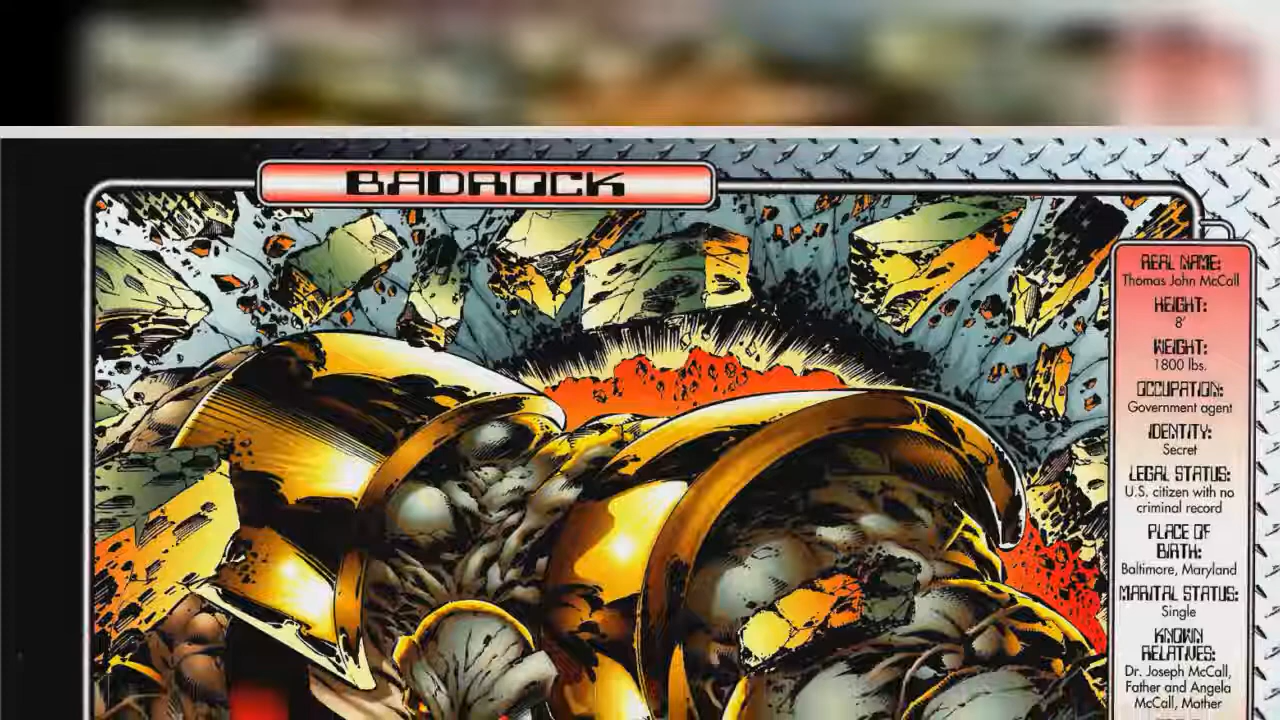 BADROCK
REAL NAME:
Thomas John McCall
HEIGHT:
8'
WEIGHT:
1800 lbs.
OCCUPATION:
Government agent
IDENTITY:
Secret
LEGAL STATUS:
U.S. citizen with no
criminal record
PLACE OF
BIRTH:
Baltimore, Maryland
MARITAL STATUS:
Single
KNOWN
RELATIVES:
Dr. Joseph McCall,
Father and Angela
McCall, Mother